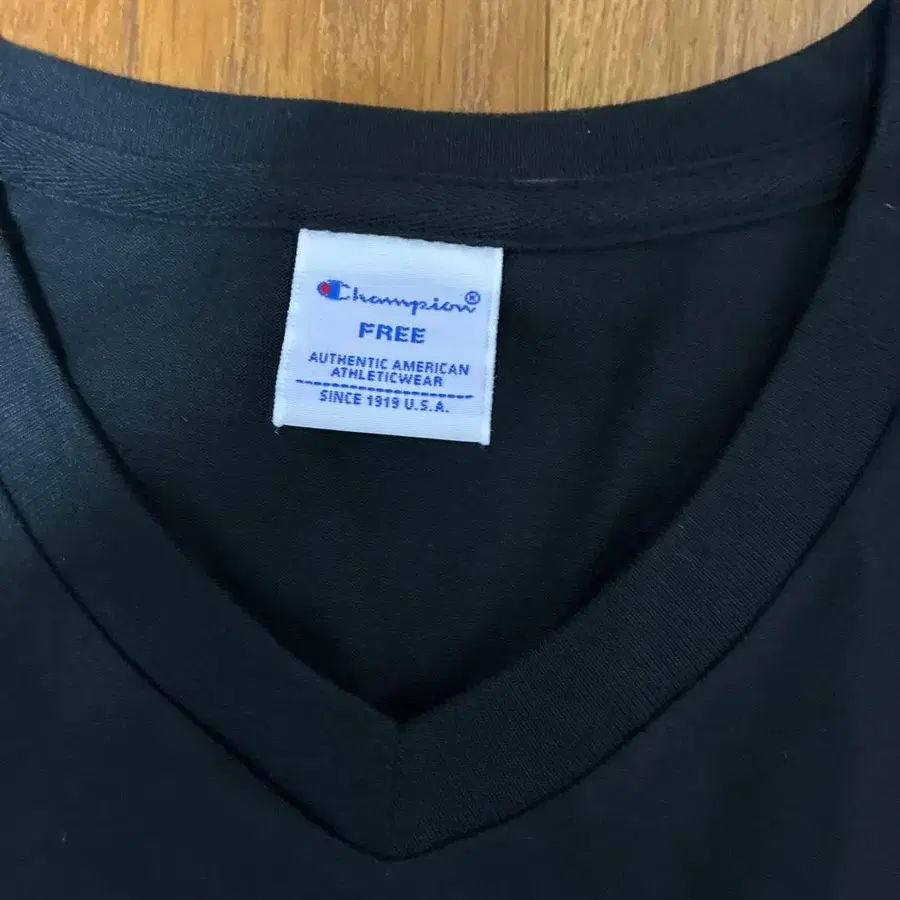 Champion®
FREE
AUTHENTIC AMERICAN
ATHLETICWEAR
SINCE 1919 U.S.A.